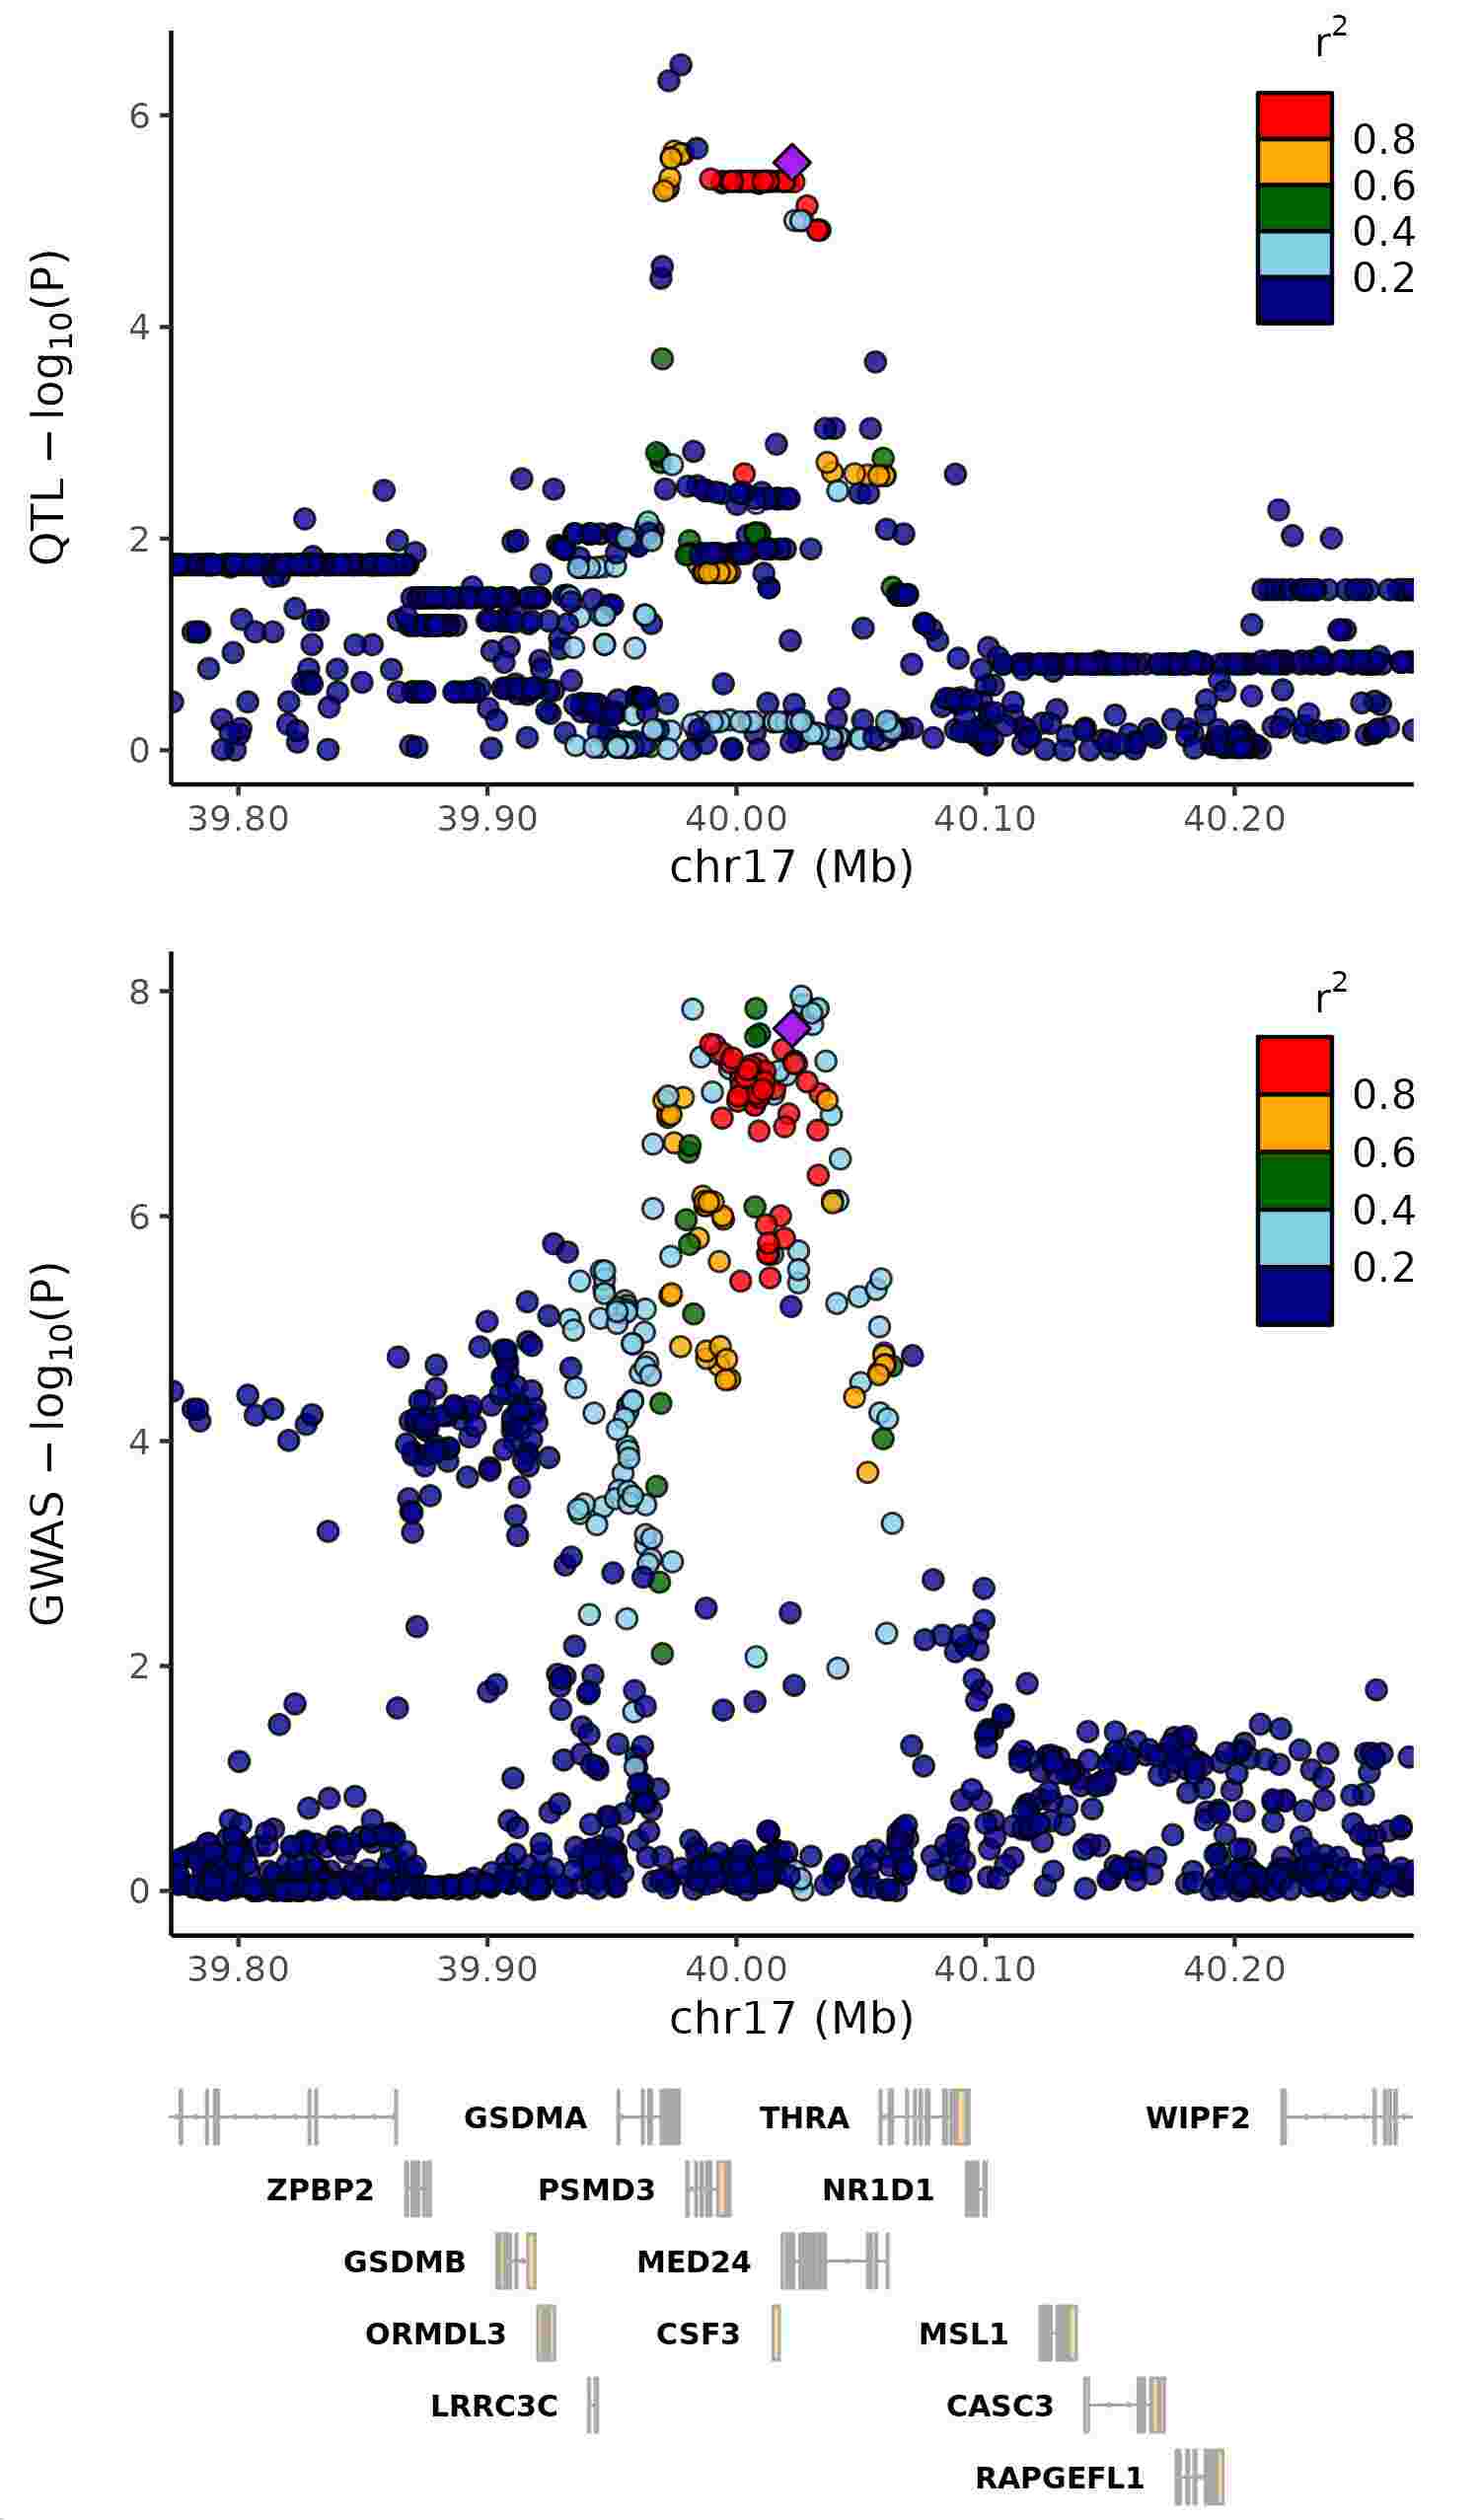 r2
0.8
0.6
0.4
0.2
QTL − log10(P)
6
4
2
0
39.80 39.90 40.00 40.10 40.20
chr17 (Mb)
r2
0.8
0.6
0.4
0.2
GWAS − log10(P)
8
6
4
2
0
39.80 39.90 40.00 40.10 40.20
chr17 (Mb)
GSDMA THRA WIPF2
ZPBP2 PSMD3 NR1D1
GSDMB MED24
ORMDL3 CSF3 MSL1
LRRC3C CASC3
RAPGEFL1